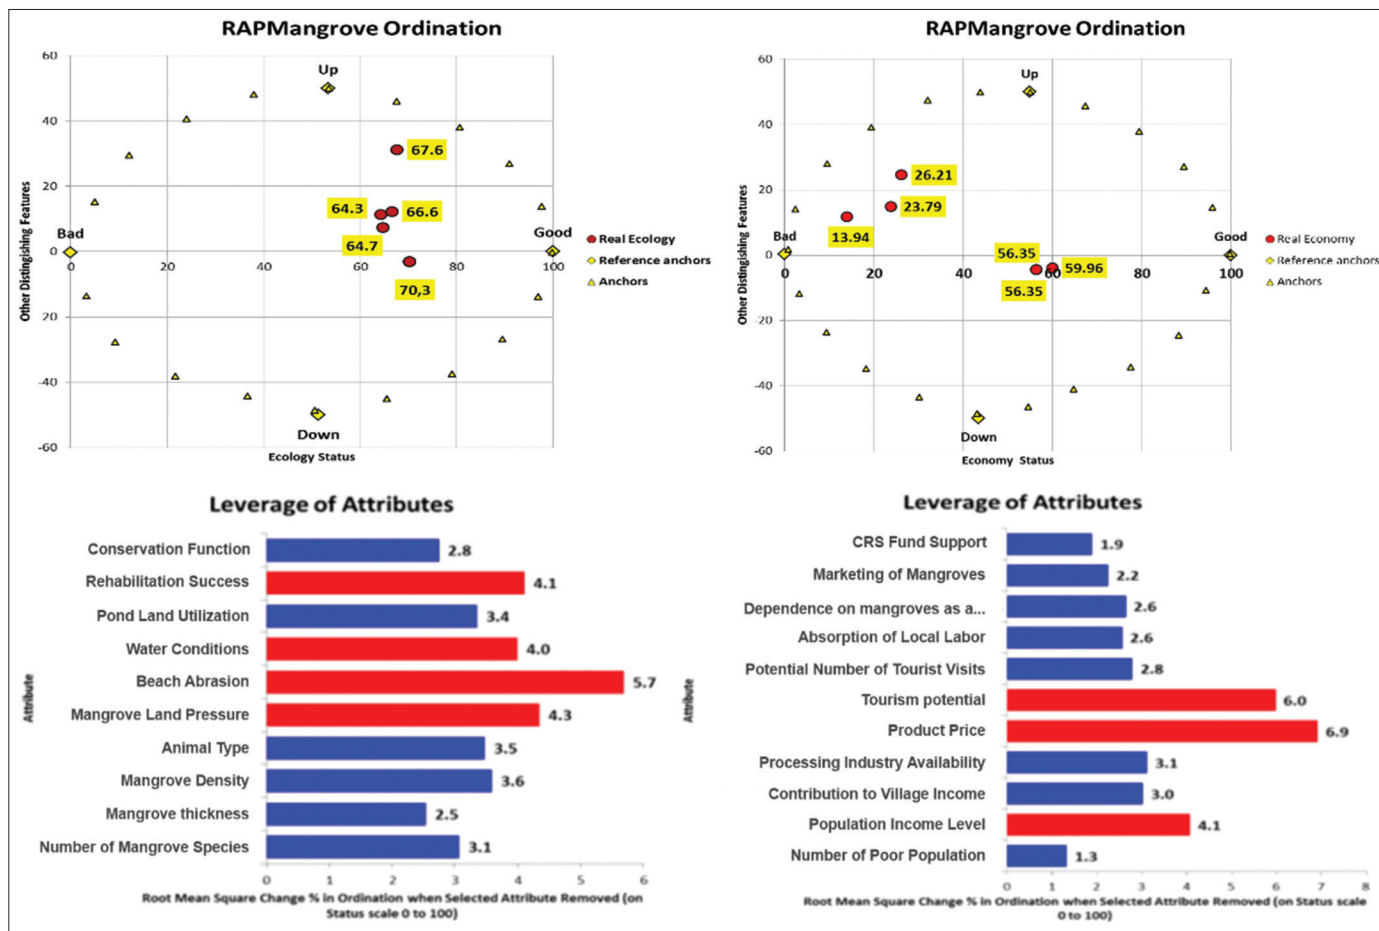 RAPMangrove Ordination
60
40
20
0
-20
-40
-60
Other Distingishing Features
Up
67.6
64.3
66.6
64.7
70,3
Bad
Good
0
20
40
60
80
100
Down
Ecology Status
Real Ecology
Reference anchors
Anchors
RAPMangrove Ordination
60
40
20
0
-20
-40
-60
Other Distingishing Features
Up
26.21
23.79
13.94
56.35
59.96
56.35
Bad
Good
0
20
40
60
80
100
Down
Economy Status
Real Economy
Reference anchors
Anchors
Leverage of Attributes
Attribute
Conservation Function
2.8
Rehabilitation Success
4.1
Pond Land Utilization
3.4
Water Conditions
4.0
Beach Abrasion
5.7
Mangrove Land Pressure
4.3
Animal Type
3.5
Mangrove Density
3.6
Mangrove thickness
2.5
Number of Mangrove Species
3.1
0
1
2
3
4
5
6
Root Mean Square Change % in Ordination when Selected Attribute Removed (on
Status scale 0 to 100)
Leverage of Attributes
Attribute
CRS Fund Support
1.9
Marketing of Mangroves
2.2
Dependence on mangroves as a...
2.6
Absorption of Local Labor
2.6
Potential Number of Tourist Visits
2.8
Tourism potential
6.0
Product Price
6.9
Processing Industry Availability
3.1
Contribution to Village Income
3.0
Population Income Level
4.1
Number of Poor Population
1.3
0
1
2
3
4
5
6
7
8
Root Mean Square Change % in Ordination when Selected Attribute Removed (on Status scale
0 to 100)